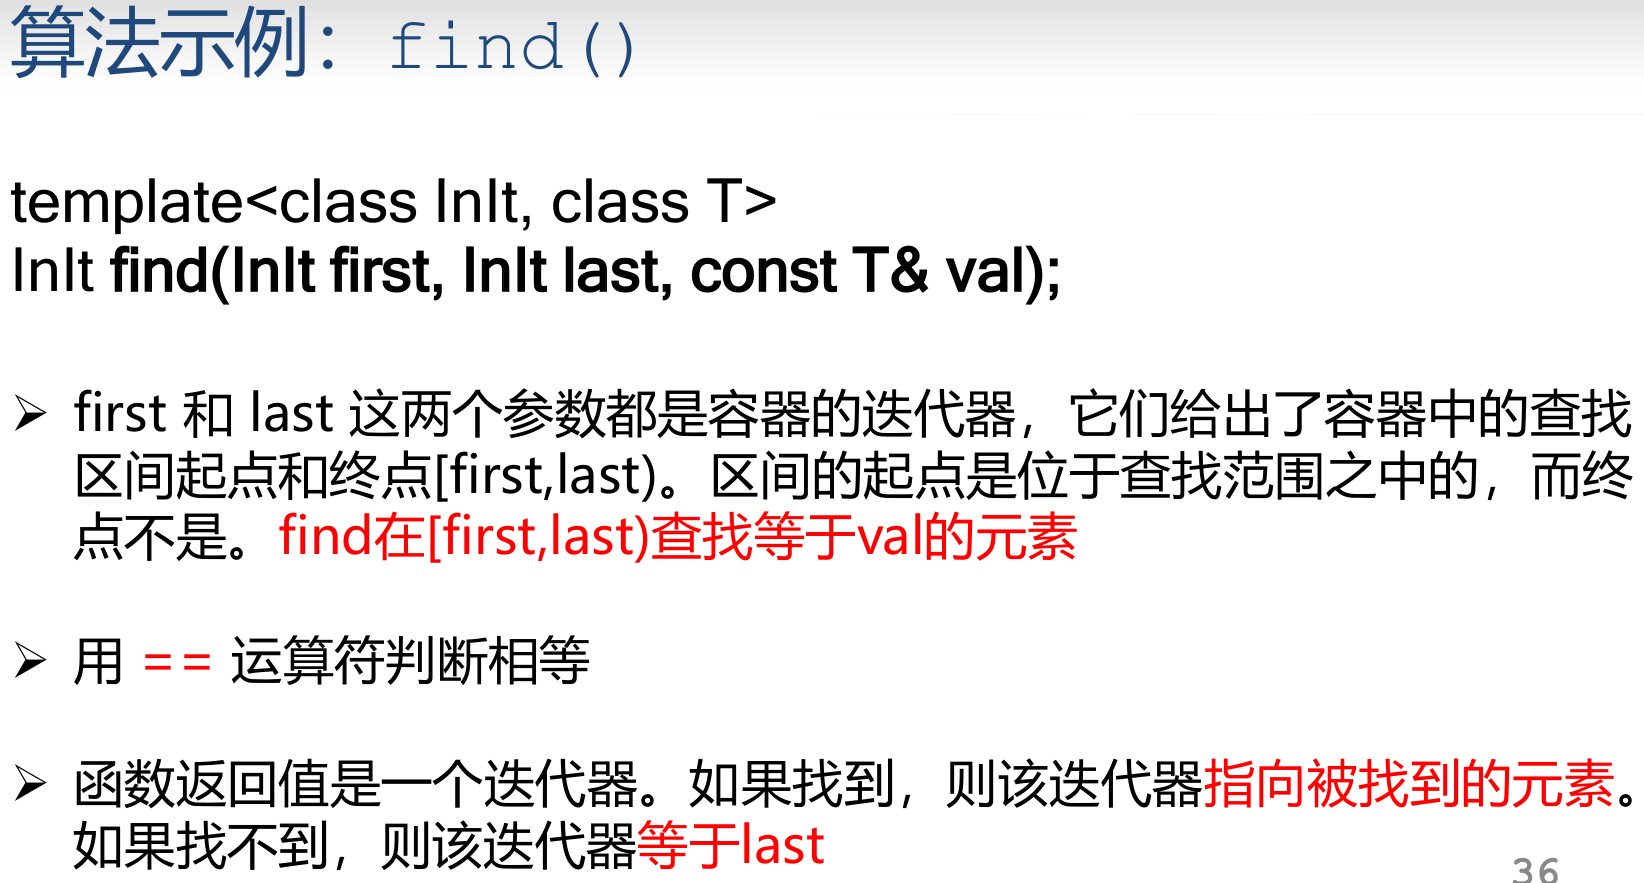 算法示例：find()
template<class InIt, class T>
InIt find(InIt first, InIt last, const T& val);
➢ first 和 last 这两个参数都是容器的迭代器，它们给出了容器中的查找
区间起点和终点[first,last)。区间的起点是位于查找范围之中的，而终
点不是。find在[first,last)查找等于val的元素
➢ 用 == 运算符判断相等
➢ 函数返回值是一个迭代器。如果找到，则该迭代器指向被找到的元素。
如果找不到，则该迭代器等于last
36